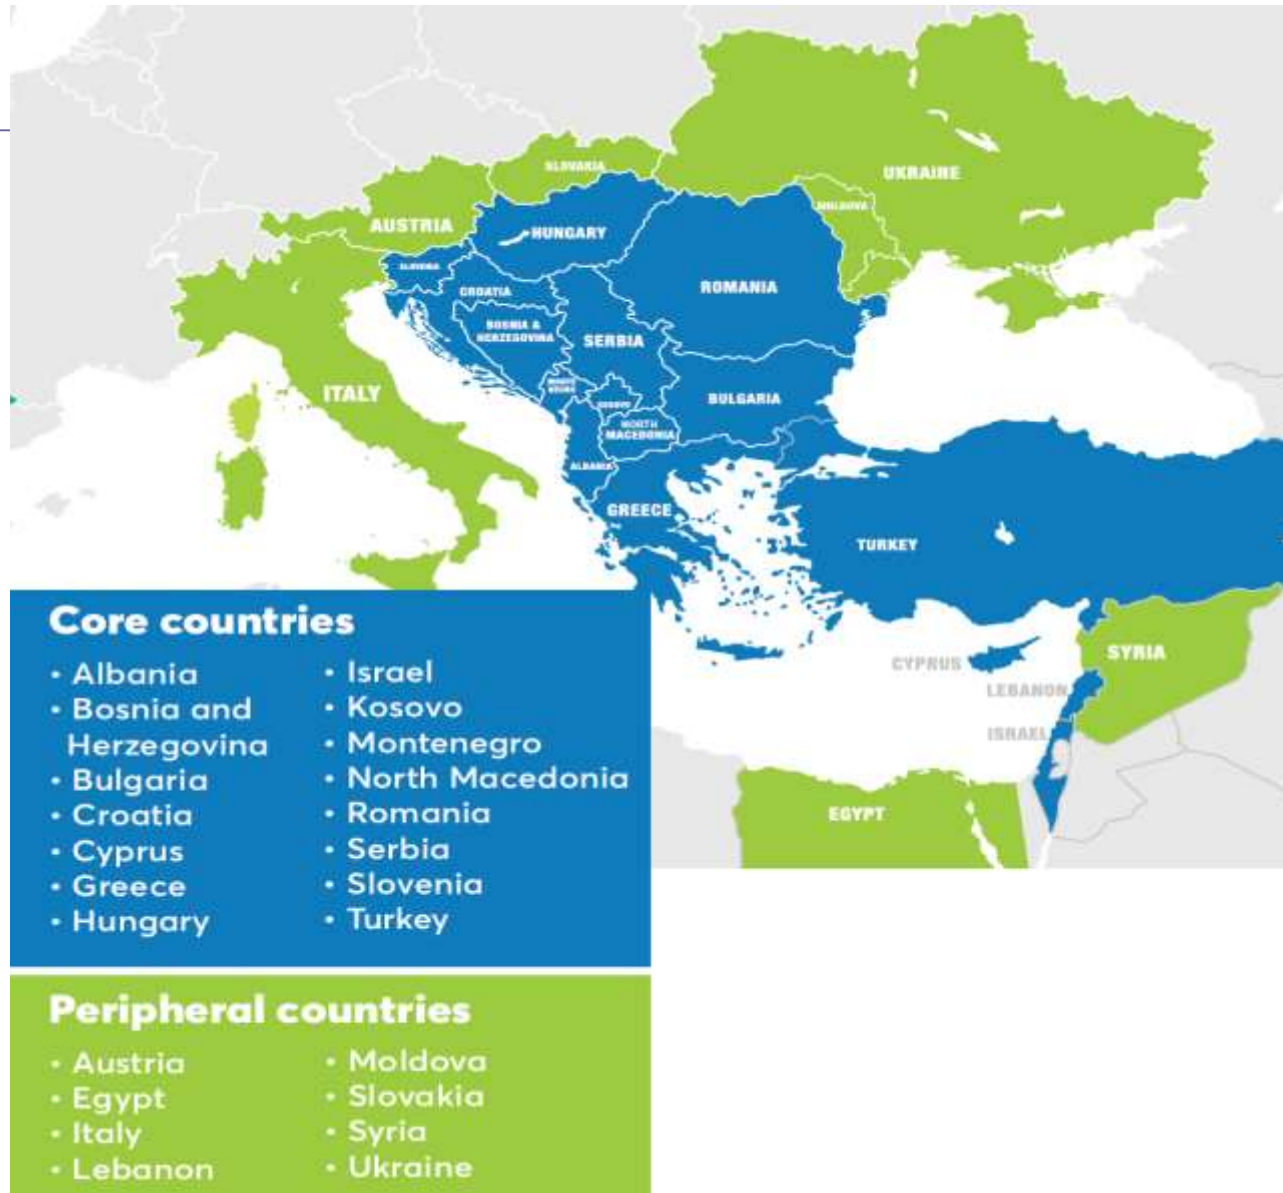 SLOVAKIA
UKRAINE
MOLDOVA
AUSTRIA
HUNGARY
SLOVENIA
ROMANIA
CROATIA
BOSNIA &
HERZEGOVINA
SERBIA
ITALY
MONTE
NEGRO
KOSOVO
BULGARIA
NORTH
MACEDONIA
ALBANIA
GREECE
TURKEY
SYRIA
CYPRUS
LEBANON
ISRAEL
EGYPT
Core countries
• Albania
• Bosnia and
Herzegovina
• Bulgaria
• Croatia
• Cyprus
• Greece
• Hungary
• Israel
• Kosovo
• Montenegro
• North Macedonia
• Romania
• Serbia
• Slovenia
• Turkey
Peripheral countries
• Austria
• Egypt
• Italy
• Lebanon
• Moldova
• Slovakia
• Syria
• Ukraine